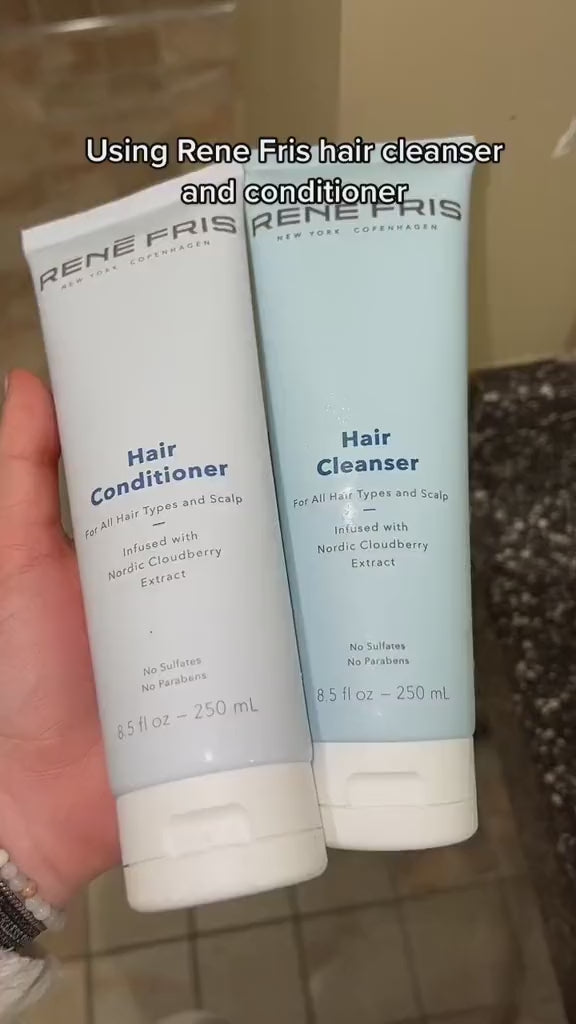 Using Rene Fris hair cleanser
and conditioner
RENĒ FRIS
NEW YORK COPENHAGEN
Hair
Conditioner
For All Hair Types and Scalp
Infused with
Nordic Cloudberry
Extract
No Sulfates
No Parabens
8.5 fl oz – 250 mL
RENĒ FRIS
NEW YORK COPENHAGEN
Hair
Cleanser
For All Hair Types and Scalp
Infused with
Nordic Cloudberry
Extract
No Sulfates
No Parabens
8.5 fl oz – 250 mL